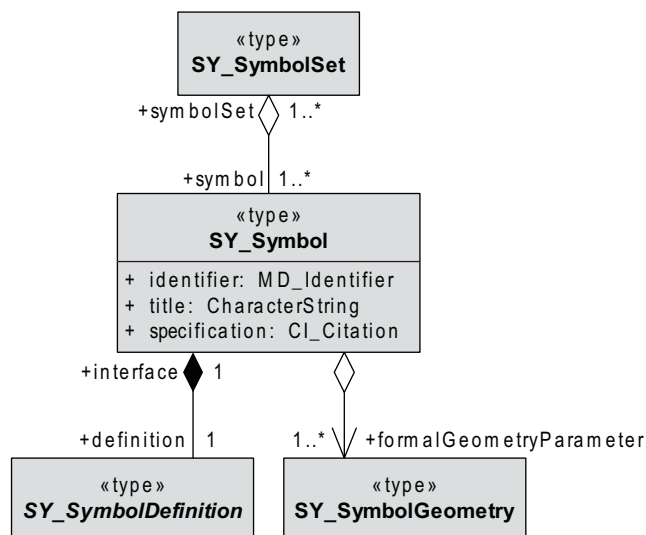 «type»
SY_SymbolSet
+symbolSet 1..*
+symbol 1..*
«type»
SY_Symbol
+ identifier: MD_Identifier
+ title: CharacterString
+ specification: CI_Citation
+interface 1
+definition 1
1..* +formalGeometryParameter
«type»
SY_SymbolDefinition
«type»
SY_SymbolGeometry